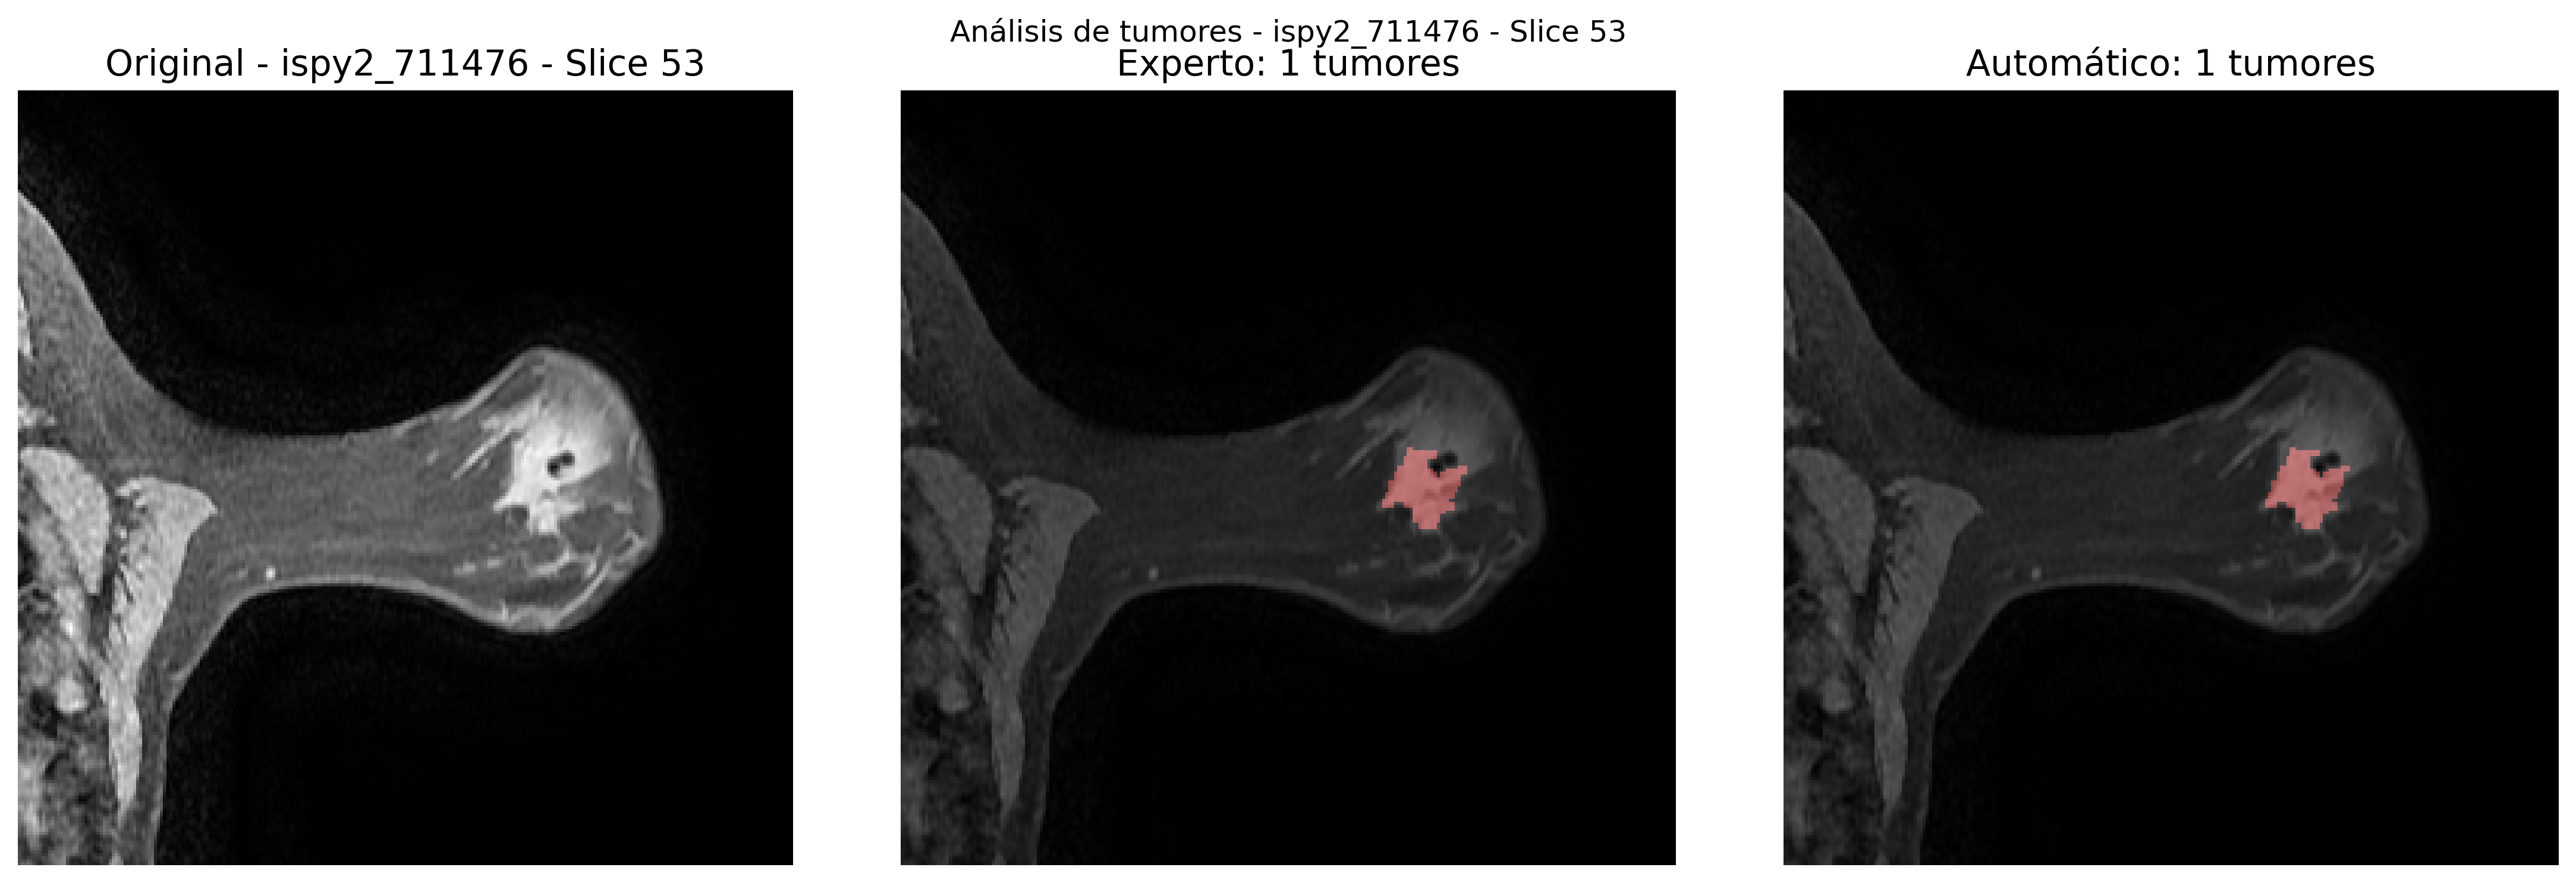 Análisis de tumores - ispy2_711476 - Slice 53
Original - ispy2_711476 - Slice 53
Experto: 1 tumores
Automático: 1 tumores